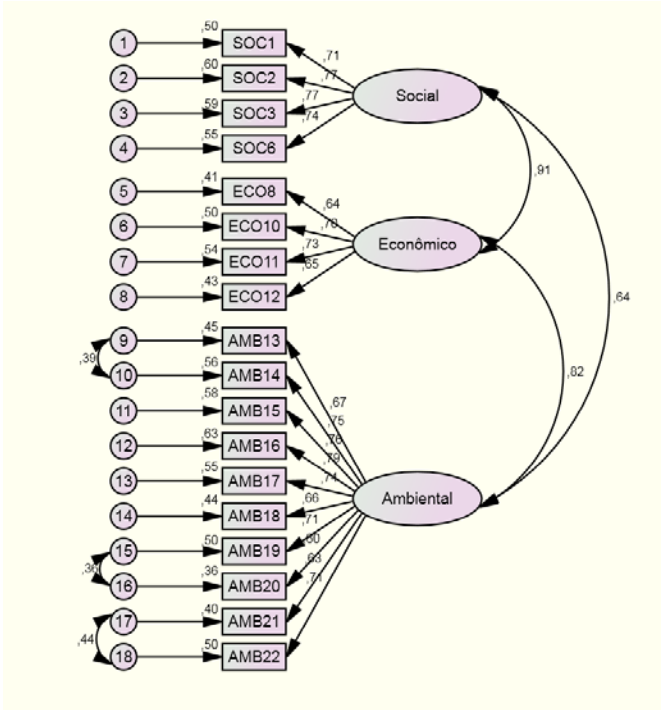 1 ,50 SOC1 ,71
2 ,60 SOC2 ,77
3 ,59 SOC3 ,77
4 ,55 SOC6 ,74
Social
,91
5 ,41 ECO8 ,64
6 ,50 ECO10
7 ,54 ECO11 ,73
8 ,43 ECO12 ,65
Econômico
,64
,82
9 ,45 AMB13 ,67
,39
10 ,56 AMB14 ,75
11 ,58 AMB15 ,76
12 ,63 AMB16 ,79
13 ,55 AMB17 ,74
14 ,44 AMB18 ,66
Ambiental
15 ,50 AMB19 ,71
,36
16 ,36 AMB20
17 ,40 AMB21 ,63
,44
18 ,50 AMB22 ,71